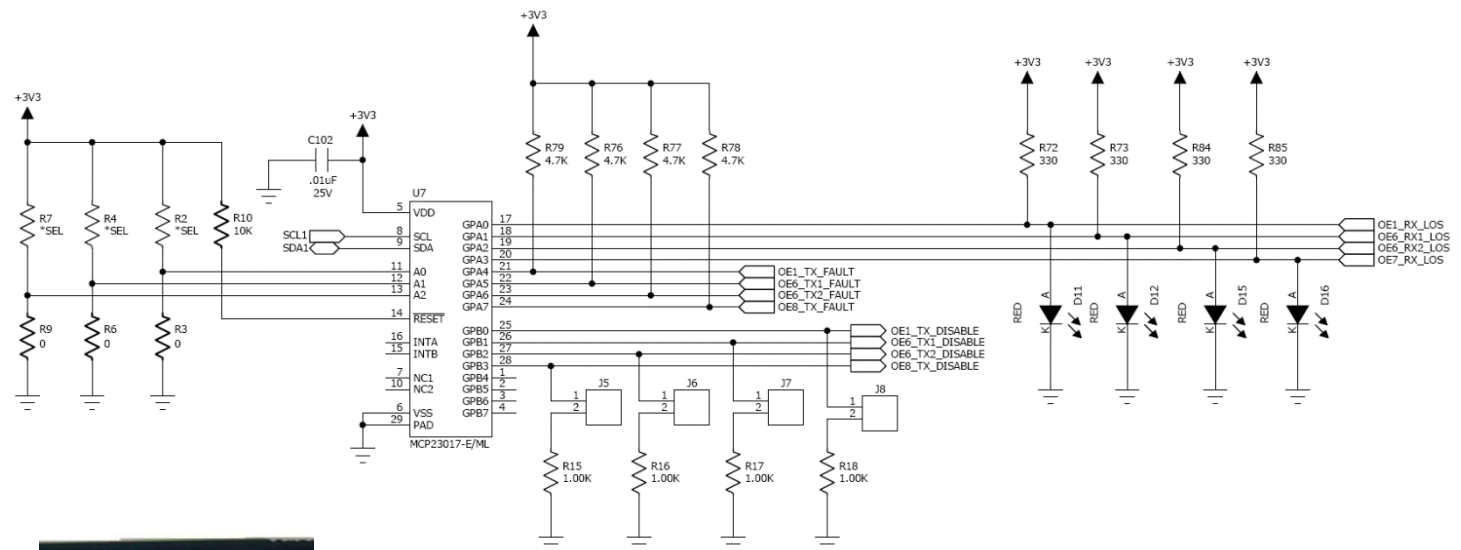 +3V3
+3V3
+3V3
+3V3
+3V3
+3V3
+3V3
C102
.01uF
25V
R79
4.7K
R76
4.7K
R77
4.7K
R78
4.7K
R72
330
R73
330
R84
330
R85
330
R7
*SEL
R4
*SEL
R2
*SEL
R10
10K
U7
5 VDD
SCL1 8 SCL
SDA1 9 SDA
11 A0
12 A1
13 A2
14 RESET
16 INTA
15 INTB
7 NC1
10 NC2
6 VSS
29 PAD
MCP23017-E/ML
GPA0 17
GPA1 18
GPA2 19
GPA3 20
GPA4 21
GPA5 22
GPA6 23
GPA7 24
GPB0 25
GPB1 26
GPB2 27
GPB3 28
GPB4 1
GPB5 2
GPB6 3
GPB7 4
R9
0
R6
0
R3
0
OE1_RX_LOS
OE6_RX1_LOS
OE6_RX2_LOS
OE7_RX_LOS
OE1_TX_FAULT
OE6_TX1_FAULT
OE6_TX2_FAULT
OE8_TX_FAULT
OE1_TX_DISABLE
OE6_TX1_DISABLE
OE6_TX2_DISABLE
OE8_TX_DISABLE
RED A K D11
RED A K D12
RED A K D15
RED A K D16
J5
1
2
J6
1
2
J7
1
2
J8
1
2
R15
1.00K
R16
1.00K
R17
1.00K
R18
1.00K